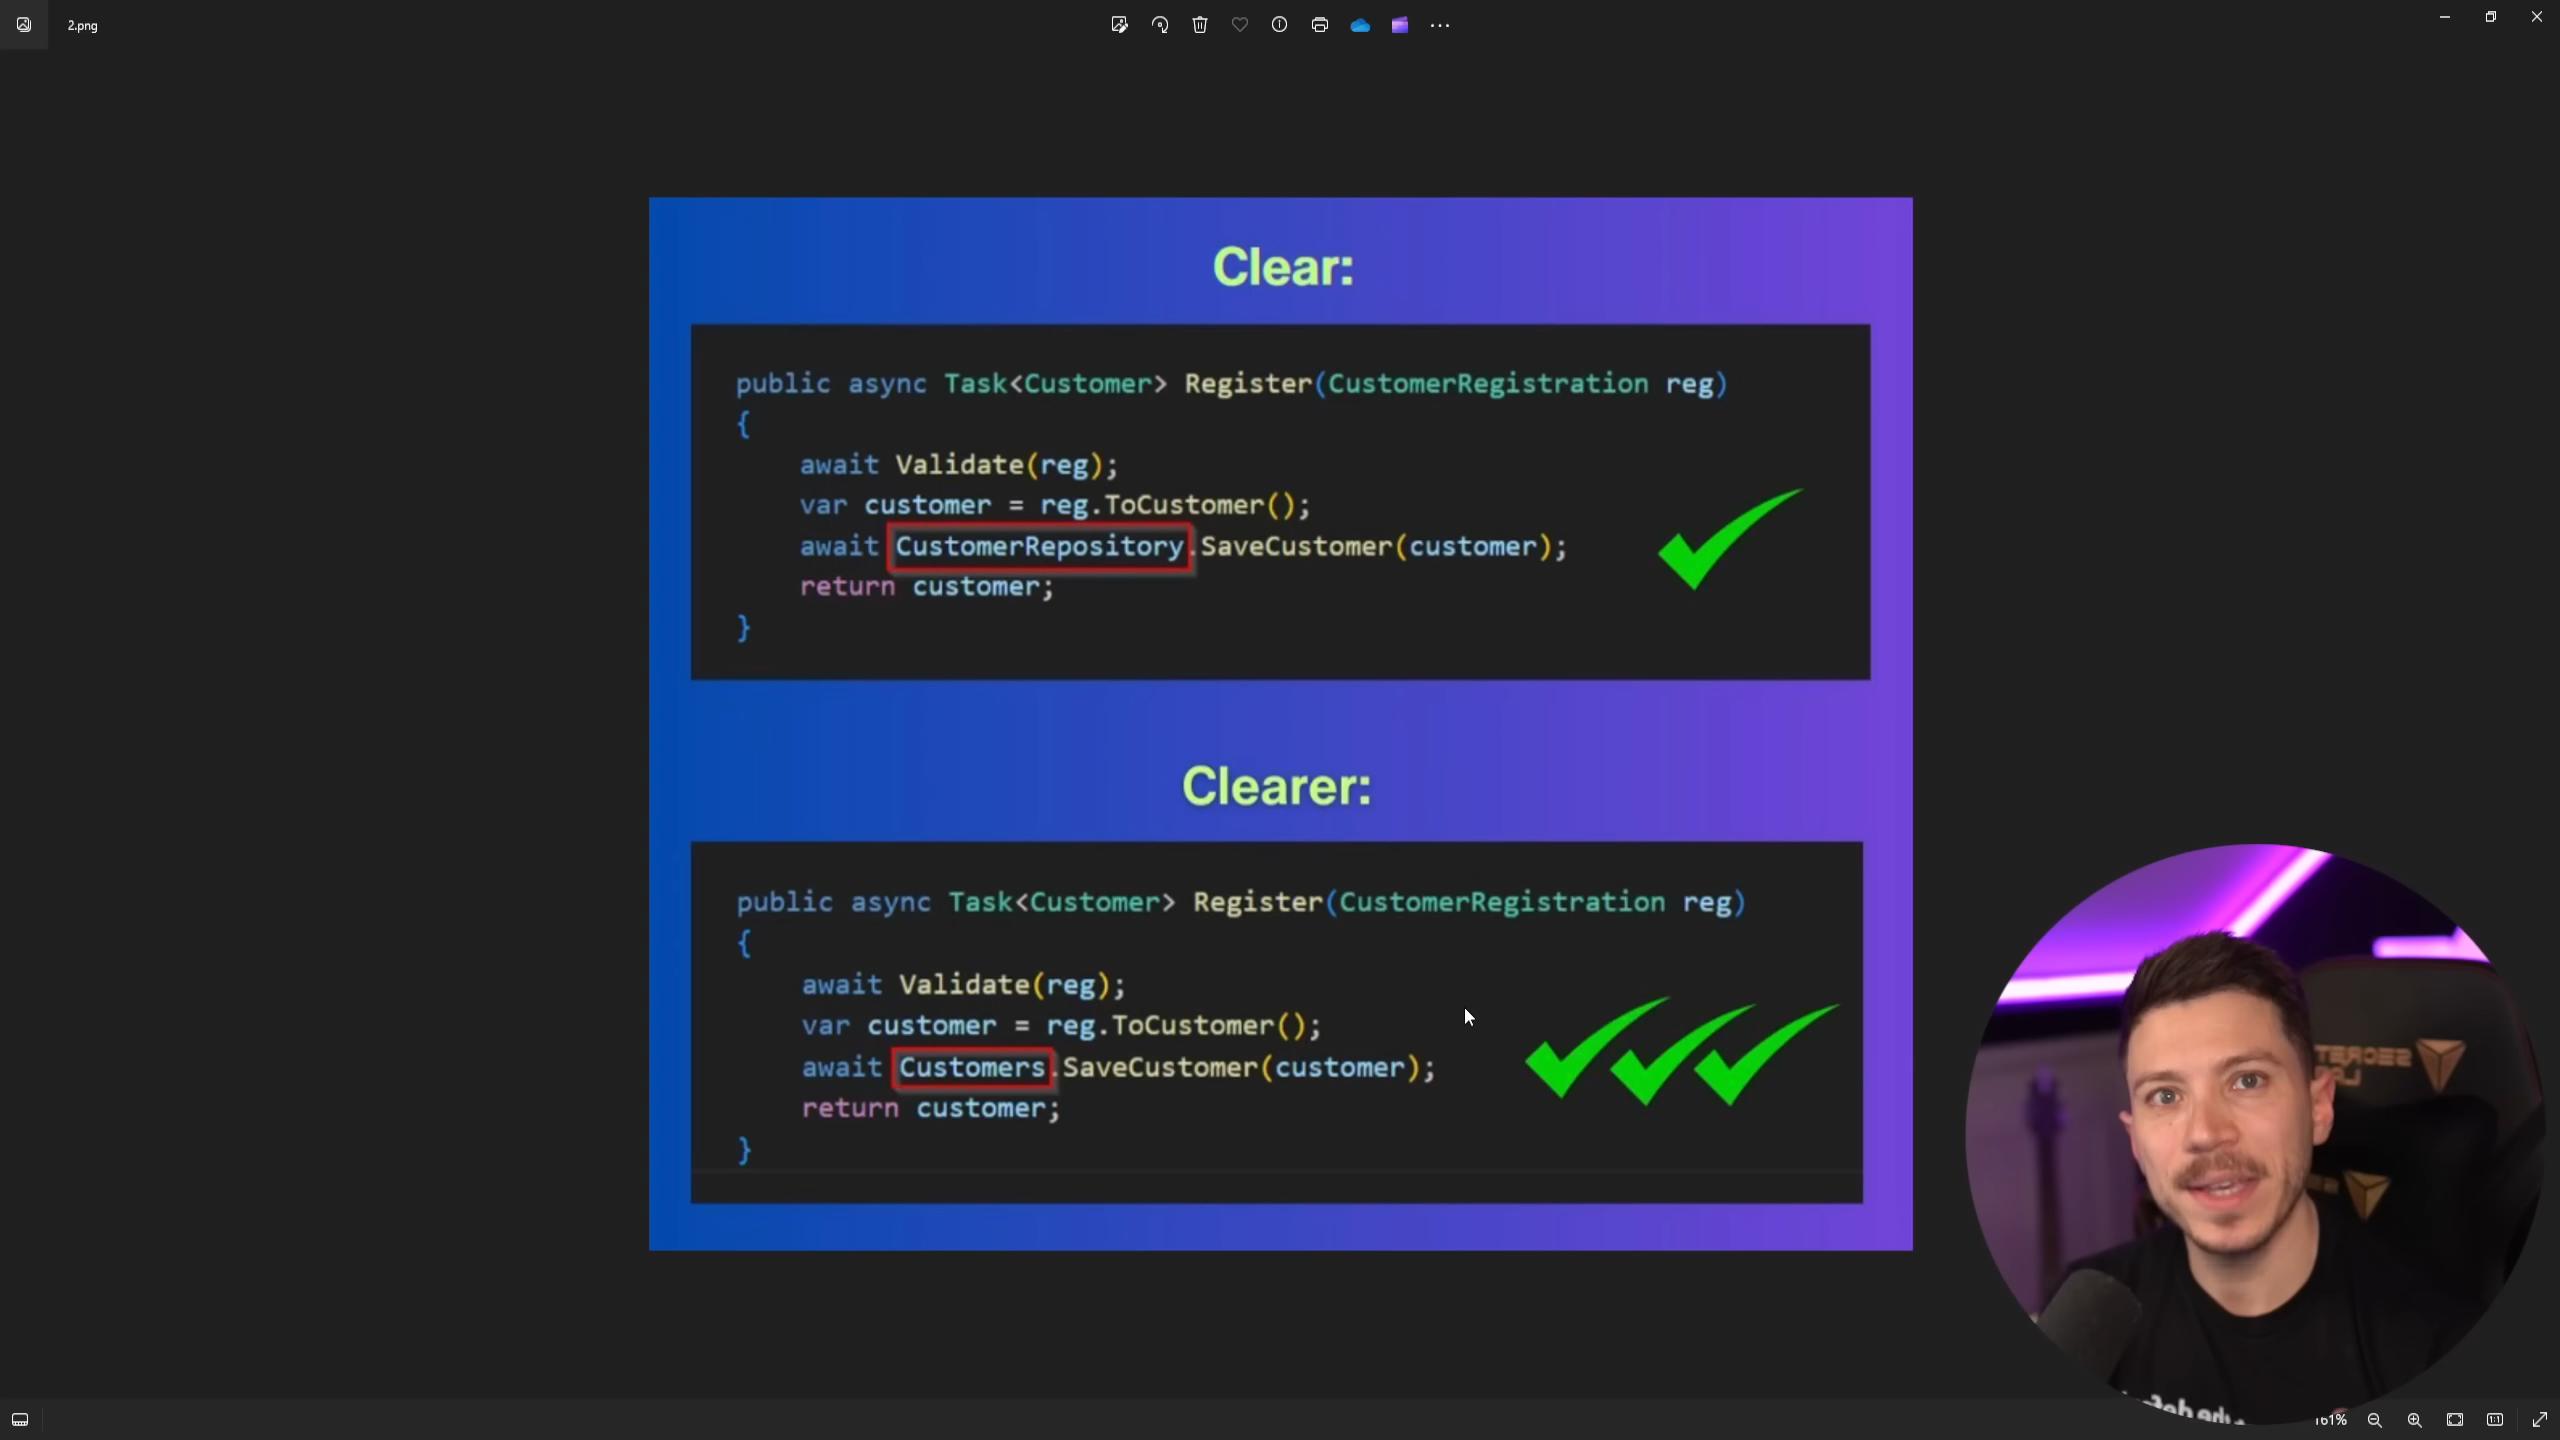 2.png
Clear:
public async Task<Customer> Register(CustomerRegistration reg)
{
await Validate(reg);
var customer = reg.ToCustomer();
await CustomerRepository.SaveCustomer(customer);
return customer;
}
Clearer:
public async Task<Customer> Register(CustomerRegistration reg)
{
await Validate(reg);
var customer = reg.ToCustomer();
await Customers.SaveCustomer(customer);
return customer;
}
SECRET
161%